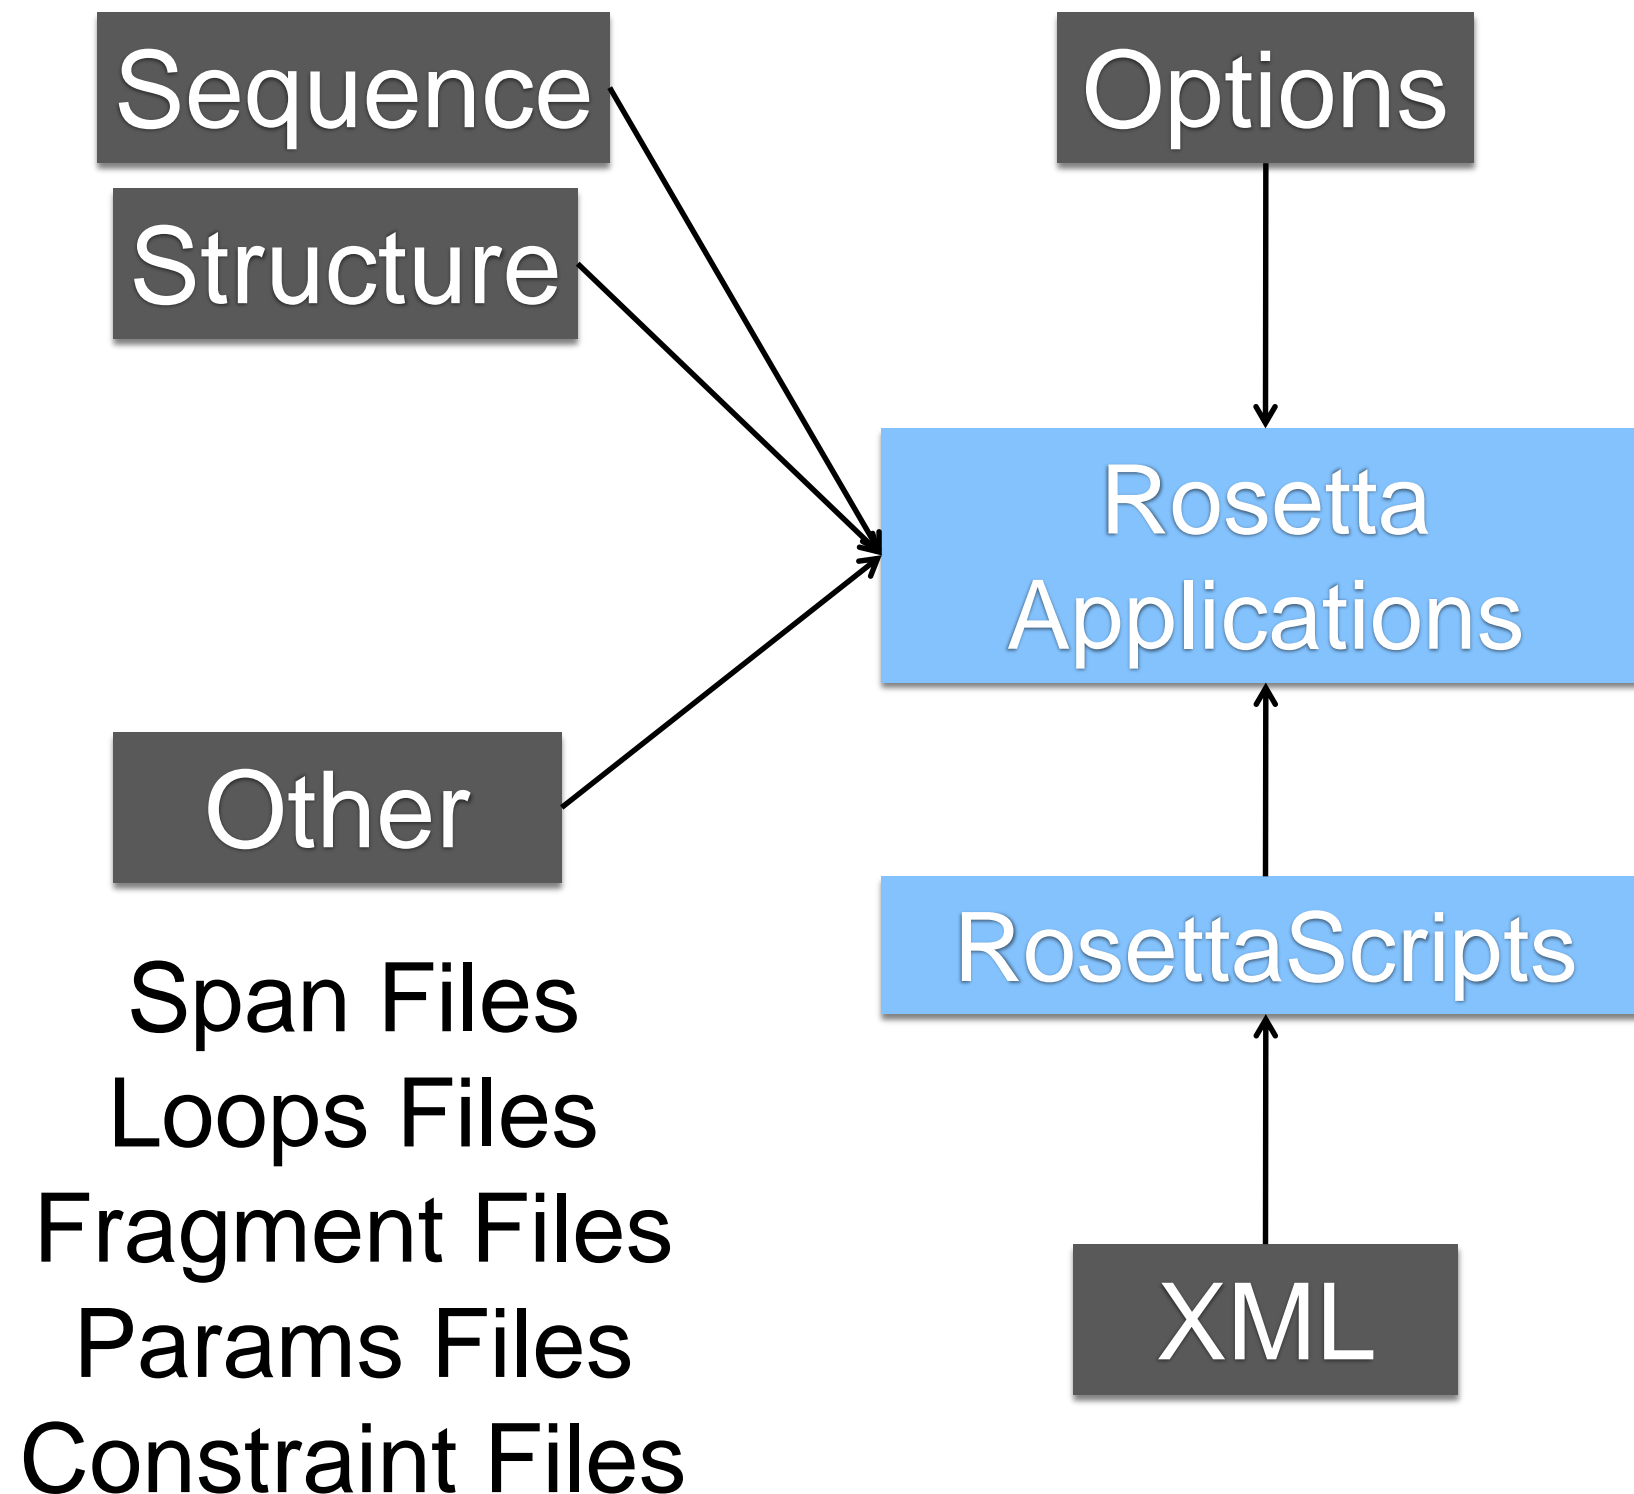 Sequence
Options
Structure
Rosetta
Applications
Other
RosettaScripts
Span Files
Loops Files
Fragment Files
Params Files
Constraint Files
XML